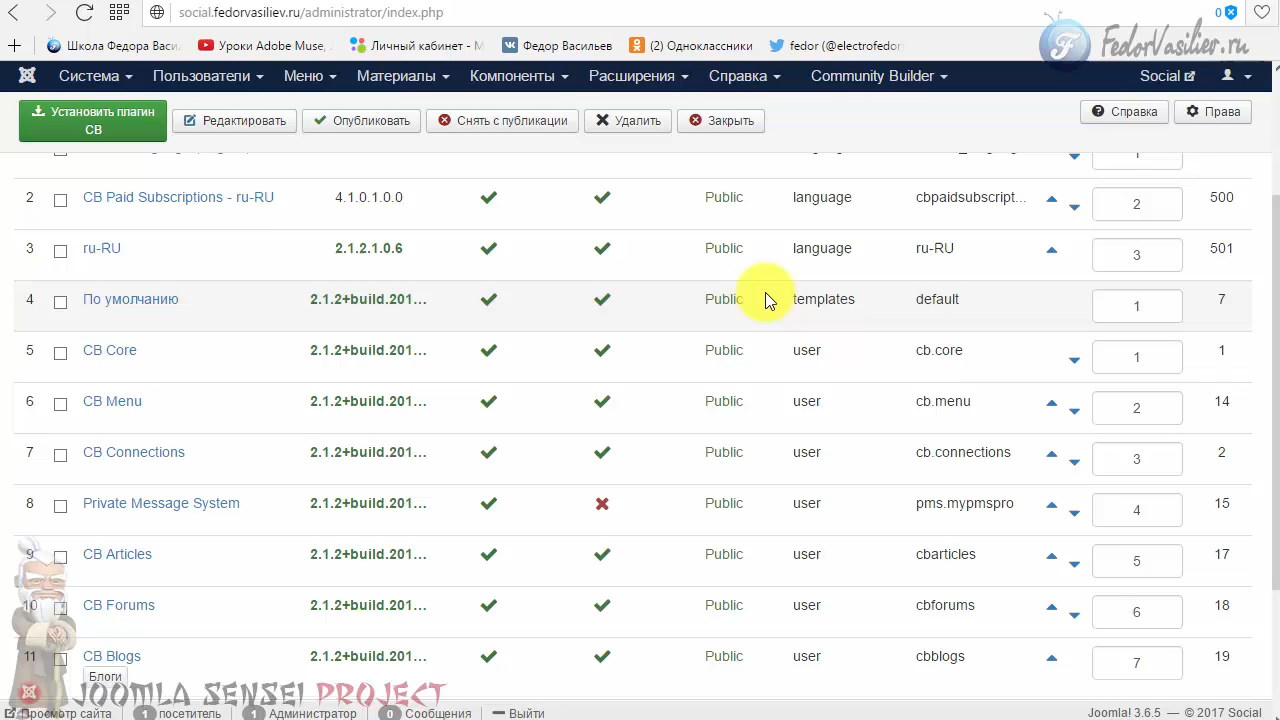 social.fedorvasiliev.ru/administrator/index.php
0
Школа Федора Васи
Уроки Adobe Muse,
Личный кабинет - М
Федор Васильев
(2) Одноклассники
fedor (@electrofedor
FedorVasiliev.ru
Система
Пользователи
Меню
Материалы
Компоненты
Расширения
Справка
Community Builder
Social
Установить плагин
CB
Редактировать
Опубликовать
Снять с публикации
Удалить
Закрыть
Справка
Права
1
2 CB Paid Subscriptions - ru-RU 4.1.0.1.0.0 Public language cbpaidsubscript... 2 500
3 ru-RU 2.1.2.1.0.6 Public language ru-RU 3 501
4 По умолчанию 2.1.2+build.201... Public templates default 1 7
5 CB Core 2.1.2+build.201... Public user cb.core 1 1
6 CB Menu 2.1.2+build.201... Public user cb.menu 2 14
7 CB Connections 2.1.2+build.201... Public user cb.connections 3 2
8 Private Message System 2.1.2+build.201... Public user pms.mypmspro 4 15
9 CB Articles 2.1.2+build.201... Public user cbarticles 5 17
10 CB Forums 2.1.2+build.201... Public user cbforums 6 18
11 CB Blogs 2.1.2+build.201... Public user cbblogs 7 19
Блоги
JOOMLA SENSEI PROJECT
Просмотр сайта 1 посетитель 1 Администратор 0 Сообщения Выйти
Joomla! 3.6.5 — © 2017 Social